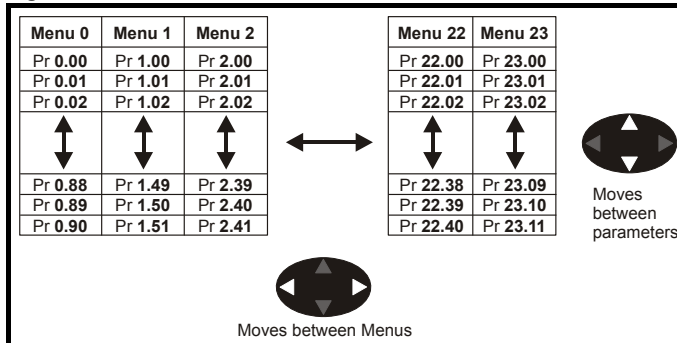 Menu 0 Menu 1 Menu 2 Menu 22 Menu 23
Pr 0.00 Pr 1.00 Pr 2.00 Pr 22.00 Pr 23.00
Pr 0.01 Pr 1.01 Pr 2.01 Pr 22.01 Pr 23.01
Pr 0.02 Pr 1.02 Pr 2.02 Pr 22.02 Pr 23.02
Pr 0.88 Pr 1.49 Pr 2.39 Pr 22.38 Pr 23.09
Pr 0.89 Pr 1.50 Pr 2.40 Pr 22.39 Pr 23.10
Pr 0.90 Pr 1.51 Pr 2.41 Pr 22.40 Pr 23.11
Moves
between
parameters
Moves between Menus